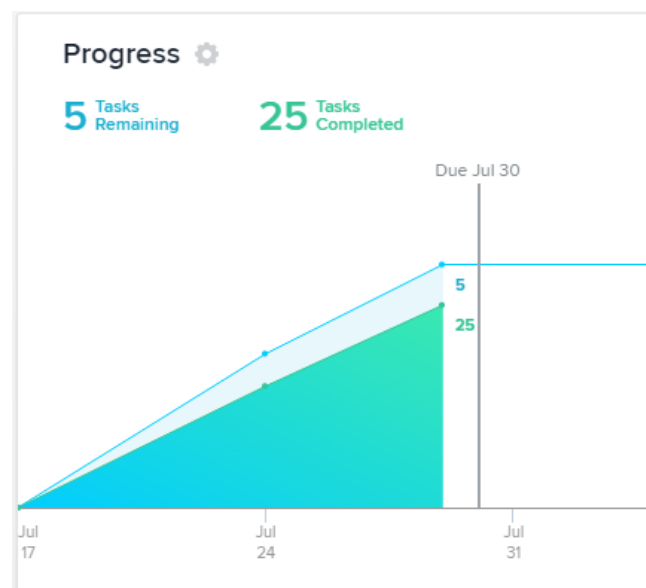 Progress
5 Tasks Remaining
25 Tasks Completed
Due Jul 30
5
25
Jul 17
Jul 24
Jul 31